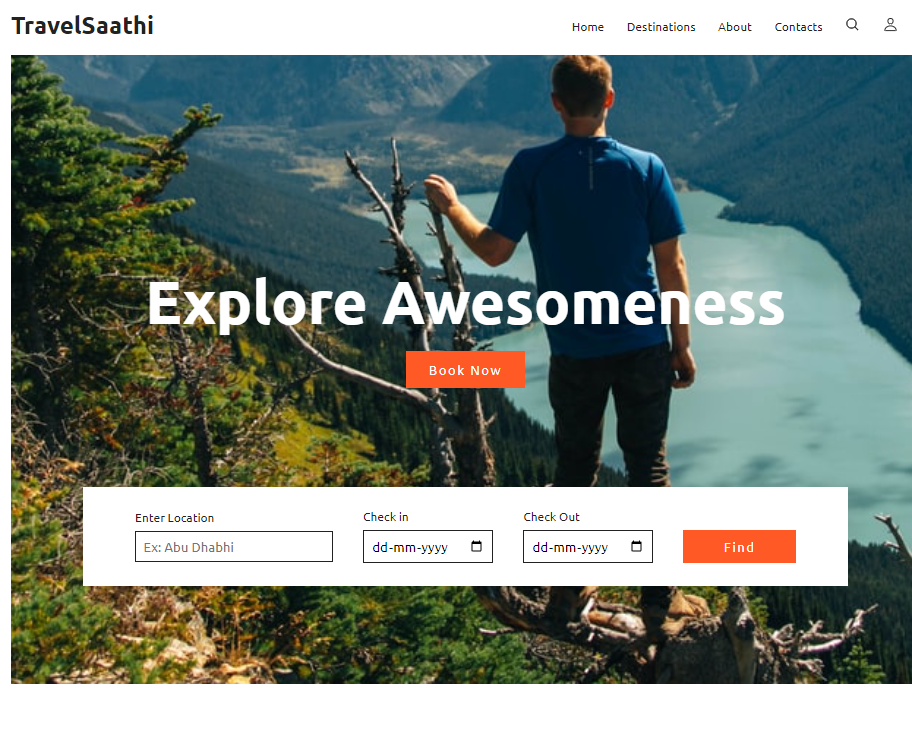 TravelSaathi
Home Destinations About Contacts
Explore Awesomeness
Book Now
Enter Location Check in Check Out
Ex: Abu Dhabhi dd-mm-yyyy dd-mm-yyyy Find